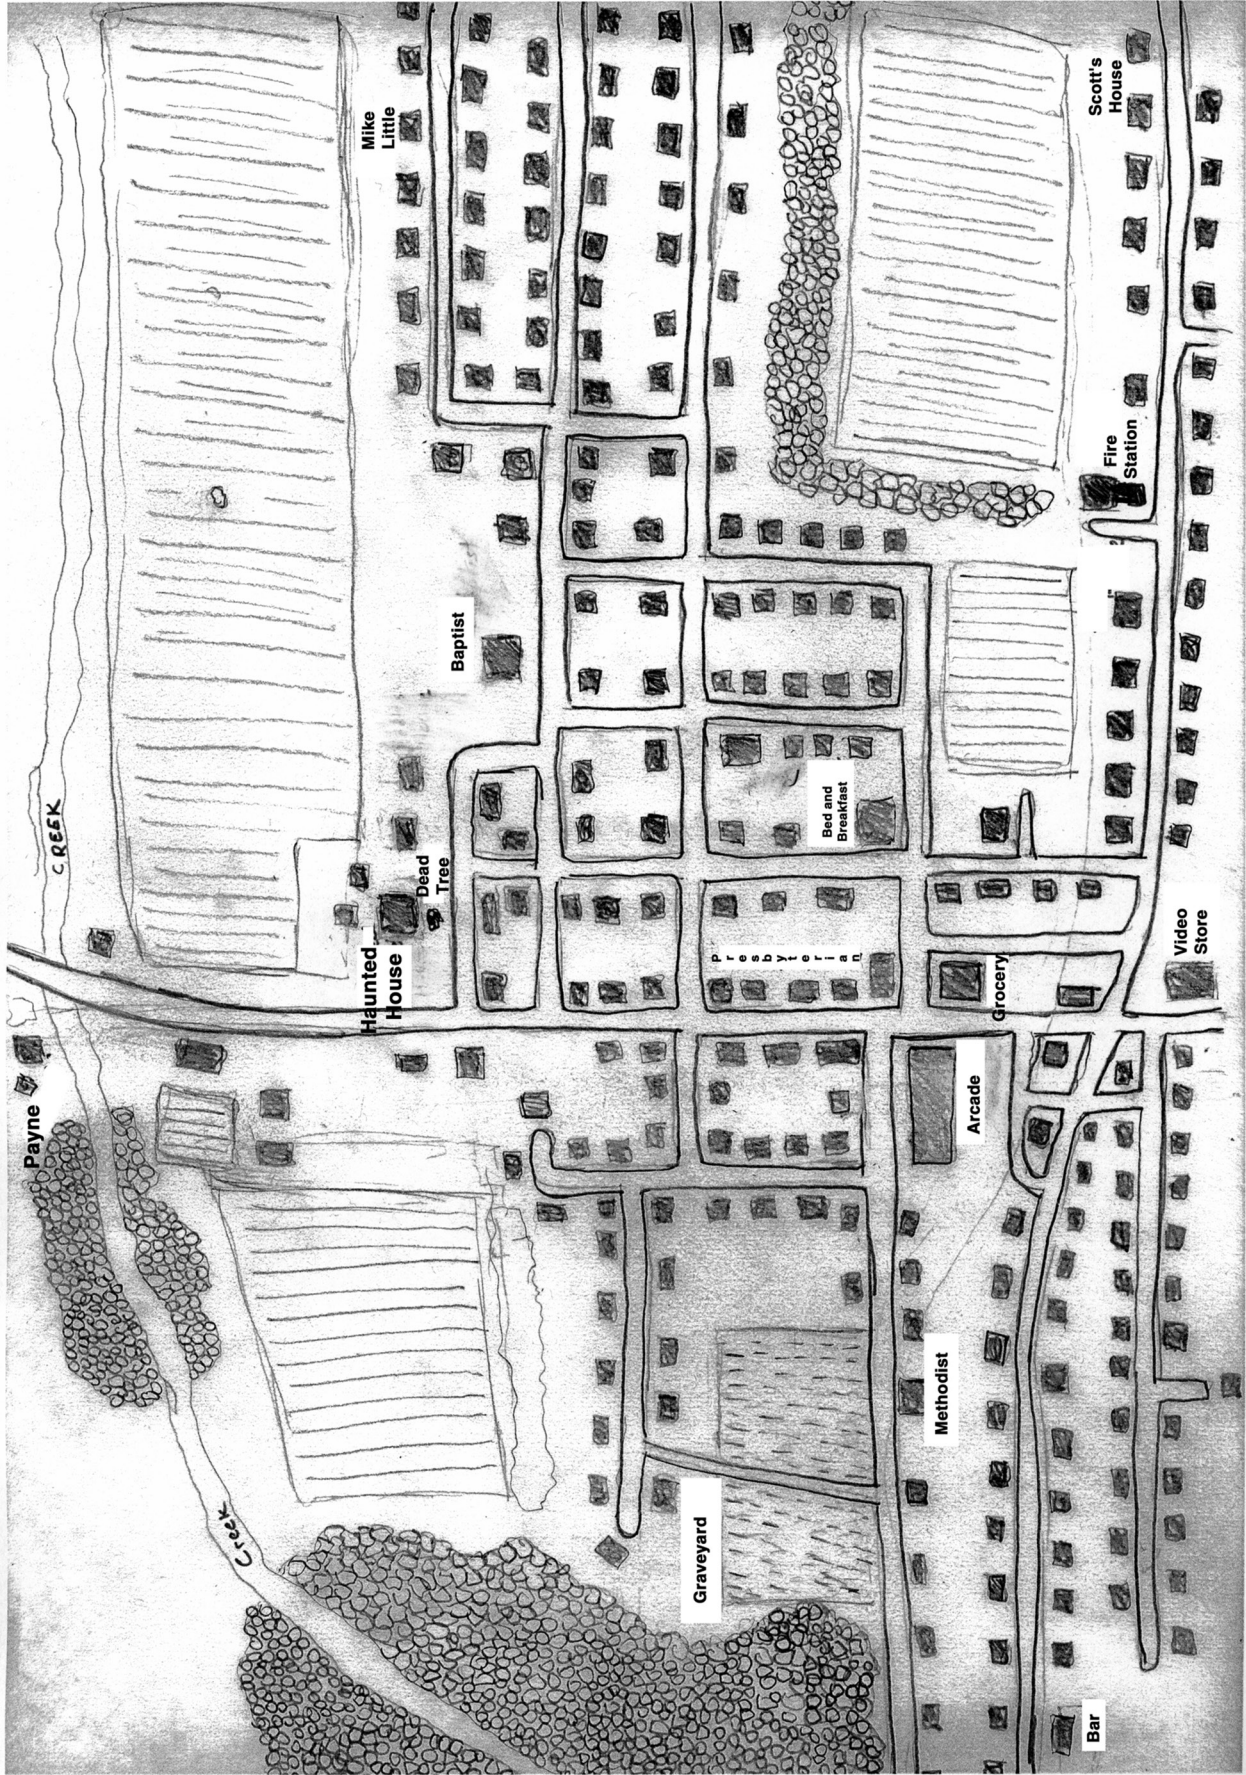 Payne
CREEK
Creek
Haunted
House
Dead
Tree
Mike
Little
Baptist
Graveyard
Presbyterian
Bed and
Breakfast
Methodist
Arcade
Grocery
Bar
Video
Store
Fire
Station
Scott's
House